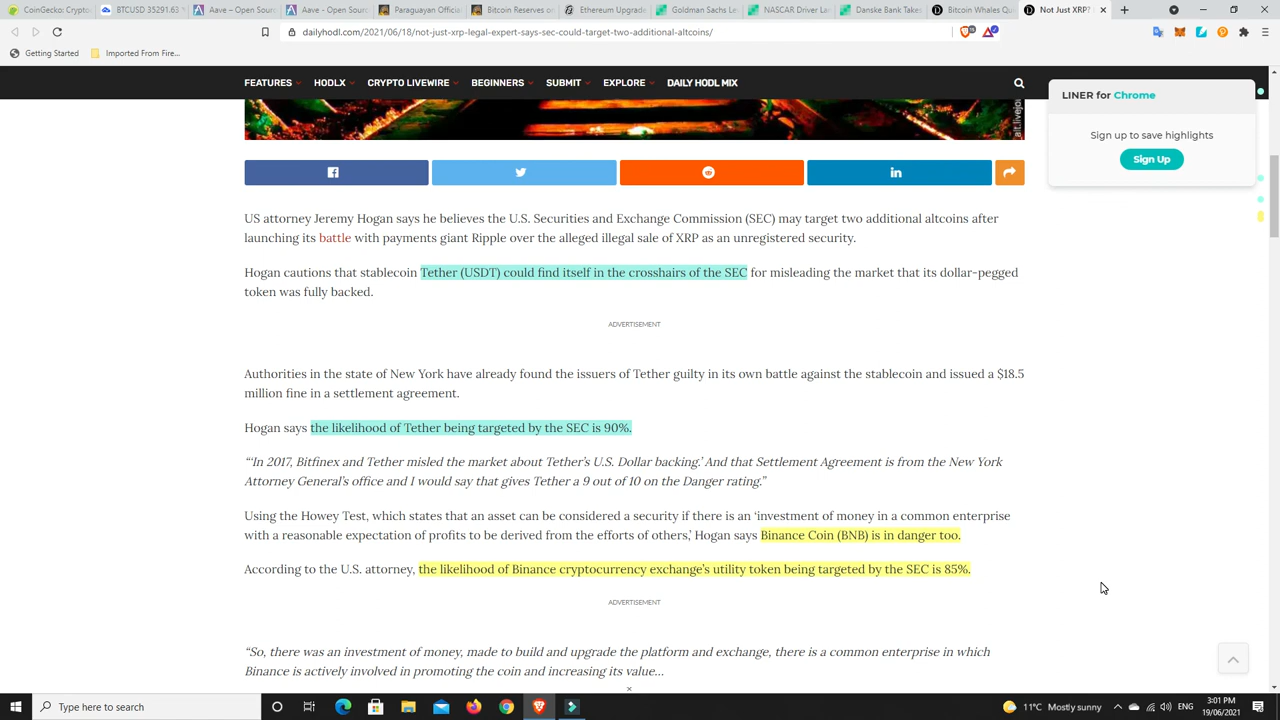 CoinGecko: Crypto
BTCUSD 35291.63
Aave – Open Sour
Aave - Open Sourc
Paraguayan Officia
Bitcoin Reserves o
Ethereum Upgrade
Goldman Sachs Le
NASCAR Driver Lan
Danske Bank Takes
Bitcoin Whales Qu
Not Just XRP?
dailyhodl.com/2021/06/18/not-just-xrp-legal-expert-says-sec-could-target-two-additional-altcoins/
Getting Started
Imported From Fire...
FEATURES
HODLX
CRYPTO LIVEWIRE
BEGINNERS
SUBMIT
EXPLORE
DAILY HODL MIX
LINER for Chrome
Sign up to save highlights
Sign Up
US attorney Jeremy Hogan says he believes the U.S. Securities and Exchange Commission (SEC) may target two additional altcoins after
launching its battle with payments giant Ripple over the alleged illegal sale of XRP as an unregistered security.
Hogan cautions that stablecoin Tether (USDT) could find itself in the crosshairs of the SEC for misleading the market that its dollar-pegged
token was fully backed.
ADVERTISEMENT
Authorities in the state of New York have already found the issuers of Tether guilty in its own battle against the stablecoin and issued a $18.5
million fine in a settlement agreement.
Hogan says the likelihood of Tether being targeted by the SEC is 90%.
“‘In 2017, Bitfinex and Tether misled the market about Tether’s U.S. Dollar backing.’ And that Settlement Agreement is from the New York
Attorney General’s office and I would say that gives Tether a 9 out of 10 on the Danger rating.”
Using the Howey Test, which states that an asset can be considered a security if there is an ‘investment of money in a common enterprise
with a reasonable expectation of profits to be derived from the efforts of others,’ Hogan says Binance Coin (BNB) is in danger too.
According to the U.S. attorney, the likelihood of Binance cryptocurrency exchange’s utility token being targeted by the SEC is 85%.
ADVERTISEMENT
“So, there was an investment of money, made to build and upgrade the platform and exchange, there is a common enterprise in which
Binance is actively involved in promoting the coin and increasing its value…
Type here to search
11°C Mostly sunny
ENG
3:01 PM
19/06/2021